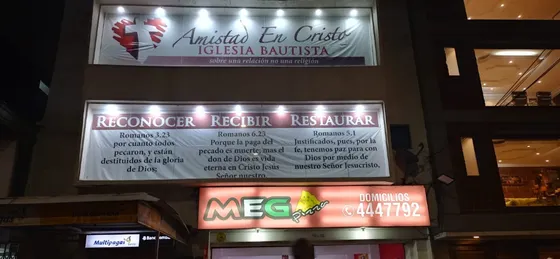 Amistad En Cristo
IGLESIA BAUTISTA
sobre una relación no una religión
RECONOCER
Romanos 3.23
por cuanto todos
pecaron, y están
destituidos de la gloria
de Dios;
RECIBIR
Romanos 6.23
Porque la paga del
pecado es muerte, mas el
don de Dios es vida
eterna en Cristo Jesús
Señor nuestro.
RESTAURAR
Romanos 5.1
Justificados, pues, por la
fe, tenemos paz para con
Dios por medio de
nuestro Señor Jesucristo.
MEG
Pizza
DOMICILIOS
4447792
Multipagas